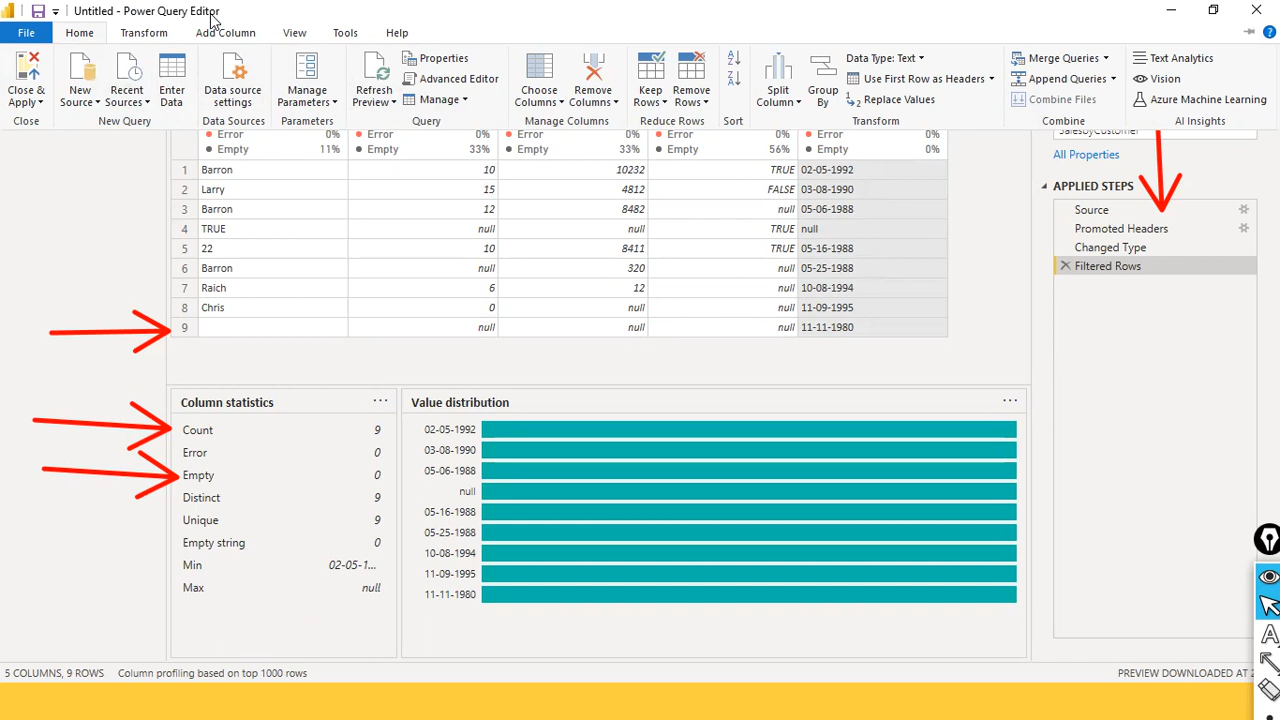 Untitled - Power Query Editor
File Home Transform Add Column View Tools Help
Close & Apply New Source Recent Sources Enter Data Data source settings Manage Parameters Refresh Preview Properties Advanced Editor Manage Choose Columns Remove Columns Keep Rows Remove Rows Split Column Group By Data Type: Text Use First Row as Headers Replace Values Merge Queries Append Queries Combine Files Text Analytics Vision Azure Machine Learning
Close New Query Data Sources Parameters Query Manage Columns Reduce Rows Sort Transform Combine AI Insights
Error 0% Error 0% Error 0% Error 0% Error 0%
Empty 11% Empty 33% Empty 33% Empty 56% Empty 0%
1 Barron 10 10232 TRUE 02-05-1992
2 Larry 15 4812 FALSE 03-08-1990
3 Barron 12 8482 null 05-06-1988
4 TRUE null null TRUE null
5 22 10 8411 TRUE 05-16-1988
6 Barron null 320 null 05-25-1988
7 Raich 6 12 null 10-08-1994
8 Chris 0 null null 11-09-1995
9 null null null 11-11-1980
SalesbyCustomer
All Properties
APPLIED STEPS
Source
Promoted Headers
Changed Type
Filtered Rows
Column statistics
Count 9
Error 0
Empty 0
Distinct 9
Unique 9
Empty string 0
Min 02-05-1...
Max null
Value distribution
02-05-1992
03-08-1990
05-06-1988
null
05-16-1988
05-25-1988
10-08-1994
11-09-1995
11-11-1980
5 COLUMNS, 9 ROWS Column profiling based on top 1000 rows PREVIEW DOWNLOADED AT